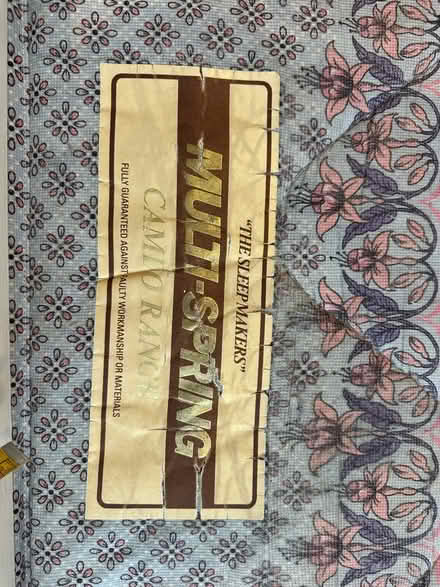 "THE SLEEPMAKERS"
MULTI-SPRING
CAMEO RANGE
FULLY GUARANTEED AGAINST FAULTY WORKMANSHIP OR MATERIALS